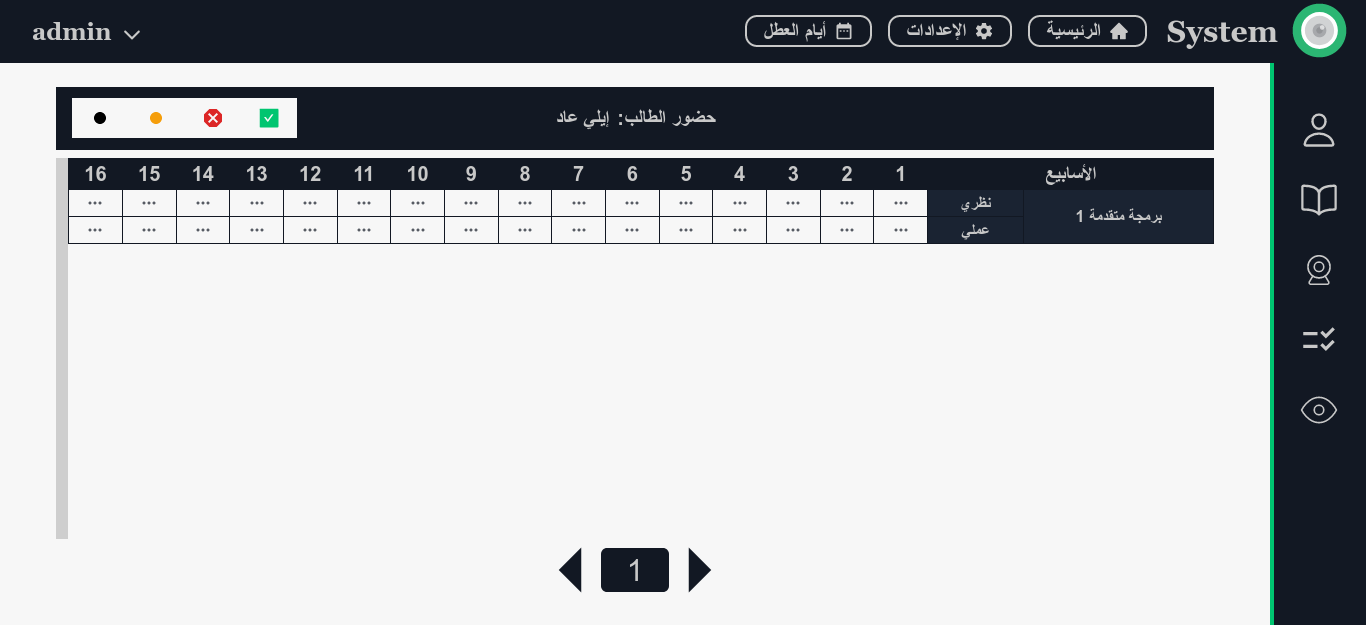 System
الرئيسية
الإعدادات
أيام العطل
admin
حضور الطالب: إيلي عاد
الأسابيع 1 2 3 4 5 6 7 8 9 10 11 12 13 14 15 16
برمجة متقدمة 1
نظري ... ... ... ... ... ... ... ... ... ... ... ... ... ... ... ...
عملي ... ... ... ... ... ... ... ... ... ... ... ... ... ... ... ...
1